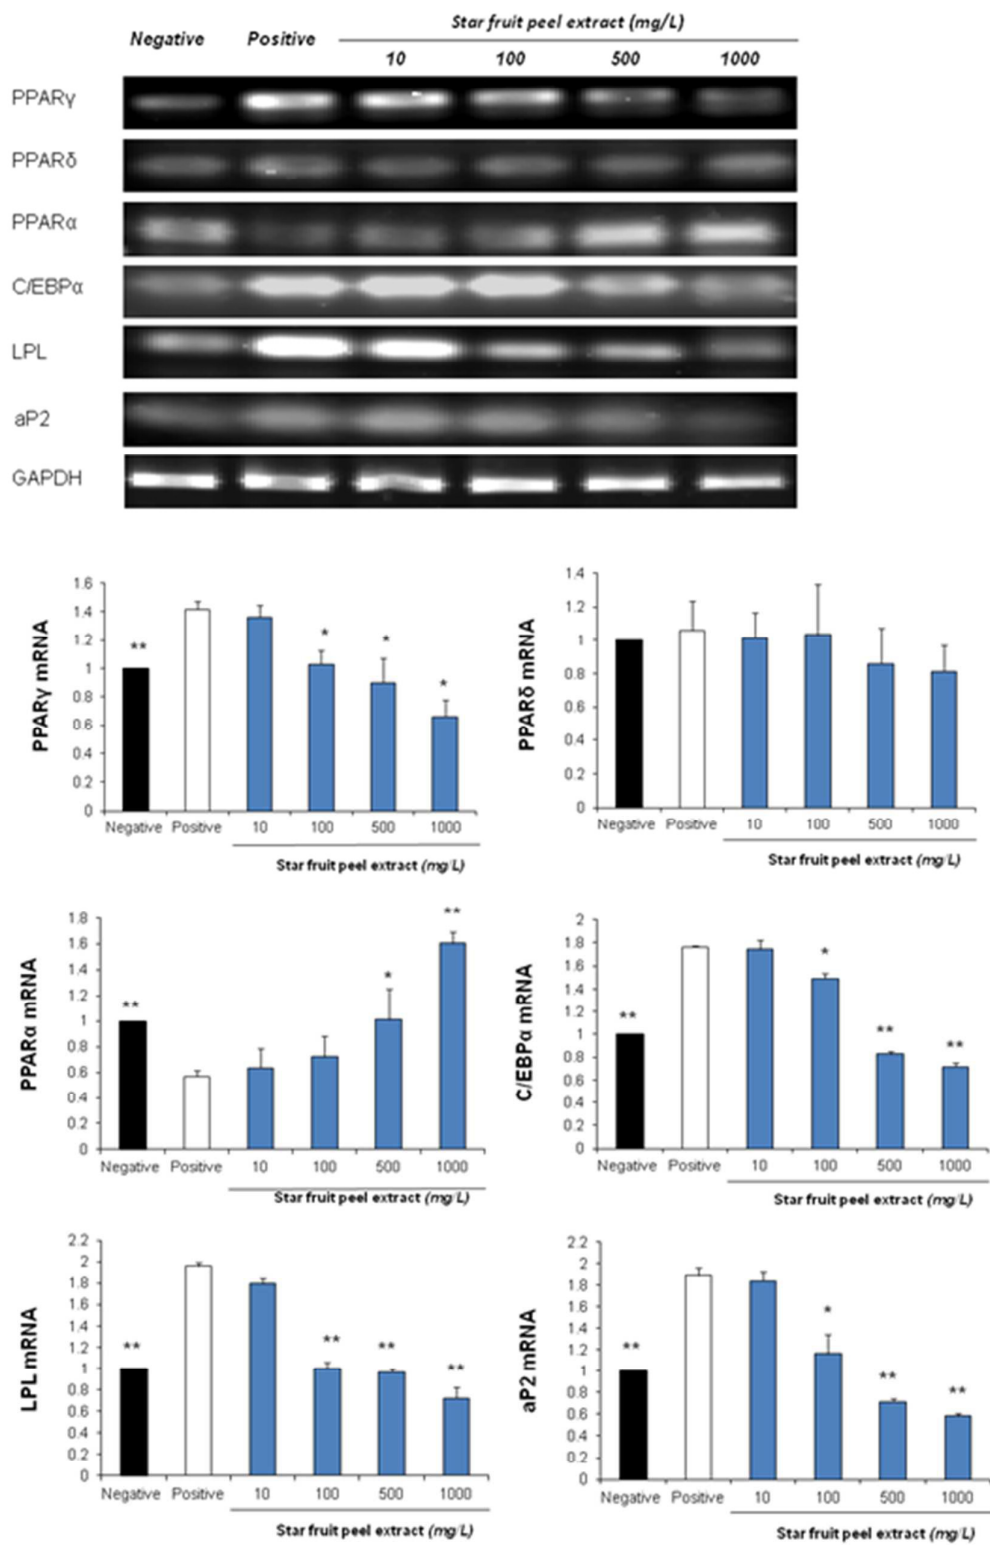 Star fruit peel extract (mg/L)
Negative Positive
10 100 500 1000
PPARγ
PPARδ
PPARα
C/EBPα
LPL
aP2
GAPDH
PPARγ mRNA
1.6
1.4
1.2
1
0.8
0.6
0.4
0.2
0
**
*
*
*
Negative Positive 10 100 500 1000
Star fruit peel extract (mg/L)
PPARδ mRNA
1.4
1.2
1
0.8
0.6
0.4
0.2
0
Negative Positive 10 100 500 1000
Star fruit peel extract (mg/L)
PPARα mRNA
1.8
1.6
1.4
1.2
1
0.8
0.6
0.4
0.2
0
**
*
**
Negative Positive 10 100 500 1000
Star fruit peel extract (mg/L)
C/EBPα mRNA
2
1.8
1.6
1.4
1.2
1
0.8
0.6
0.4
0.2
0
**
*
**
**
Negative Positive 10 100 500 1000
Star fruit peel extract (mg/L)
LPL mRNA
2.2
2
1.8
1.6
1.4
1.2
1
0.8
0.6
0.4
0.2
0
**
**
**
**
Negative Positive 10 100 500 1000
Star fruit peel extract (mg/L)
aP2 mRNA
2.2
2
1.8
1.6
1.4
1.2
1
0.8
0.6
0.4
0.2
0
**
*
**
**
Negative Positive 10 100 500 1000
Star fruit peel extract (mg/L)